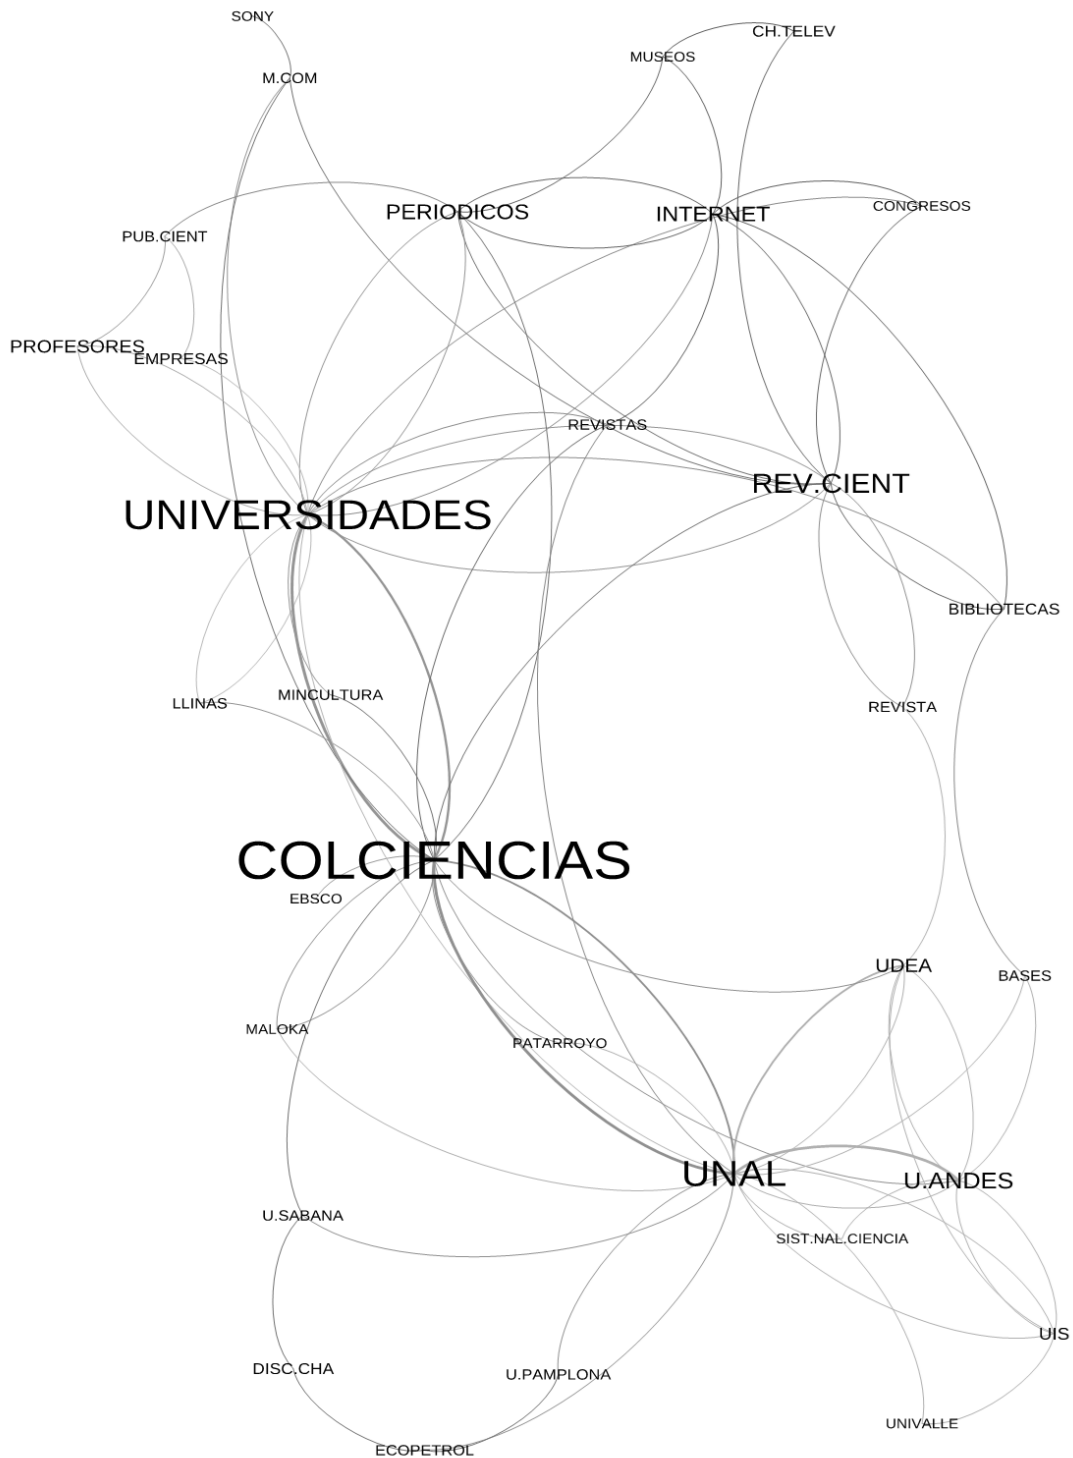 SONY
CH.TELEV
MUSEOS
M.COM
CONGRESOS
PERIODICOS
INTERNET
PUB.CIENT
PROFESORES
EMPRESAS
REVISTAS
REV.CIENT
UNIVERSIDADES
BIBLIOTECAS
MINCULTURA
LLINAS
REVISTA
COLCIENCIAS
EBSCO
UDEA
BASES
MALOKA
PATARROYO
UNAL
U.ANDES
U.SABANA
SIST.NAL.CIENCIA
UIS
DISC.CHA
U.PAMPLONA
UNIVALLE
ECOPETROL